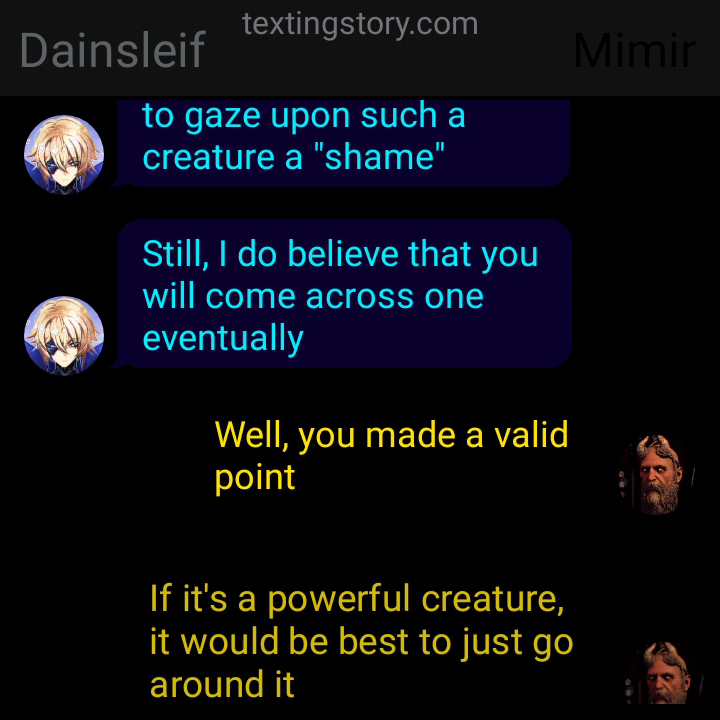 textingstory.com
Dainsleif
Mimir
to gaze upon such a
creature a "shame"
Still, I do believe that you
will come across one
eventually
Well, you made a valid
point
If it's a powerful creature,
it would be best to just go
around it